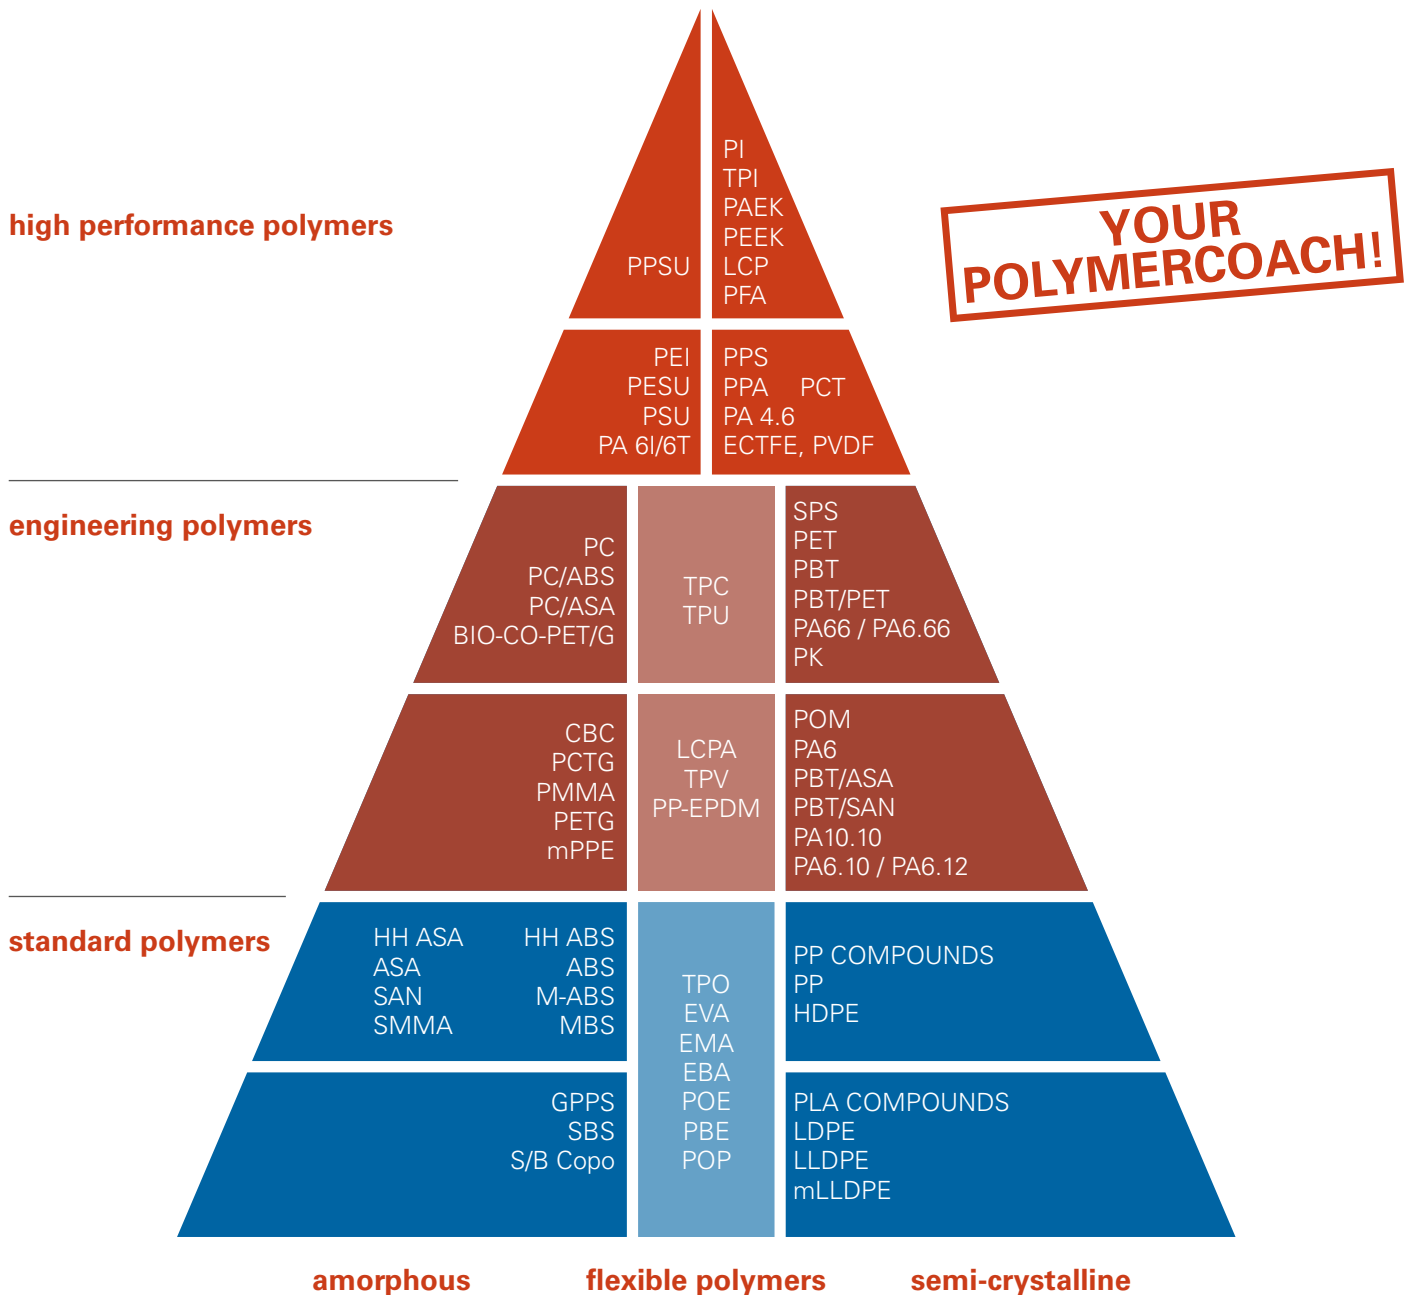 PI
TPI
PAEK
PEEK
PPSU
LCP
PFA
high performance polymers
YOUR
POLYMERCOACH!
PEI
PESU
PSU
PA 6I/6T
PPS
PPA PCT
PA 4.6
ECTFE, PVDF
engineering polymers
PC
PC/ABS
PC/ASA
BIO-CO-PET/G
TPC
TPU
SPS
PET
PBT
PBT/PET
PA66 / PA6.66
PK
CBC
PCTG
PMMA
PETG
mPPE
LCPA
TPV
PP-EPDM
POM
PA6
PBT/ASA
PBT/SAN
PA10.10
PA6.10 / PA6.12
standard polymers
HH ASA HH ABS
ASA ABS
SAN M-ABS
SMMA MBS
TPO
EVA
EMA
EBA
POE
PBE
POP
PP COMPOUNDS
PP
HDPE
GPPS
SBS
S/B Copo
PLA COMPOUNDS
LDPE
LLDPE
mLLDPE
amorphous
flexible polymers
semi-crystalline